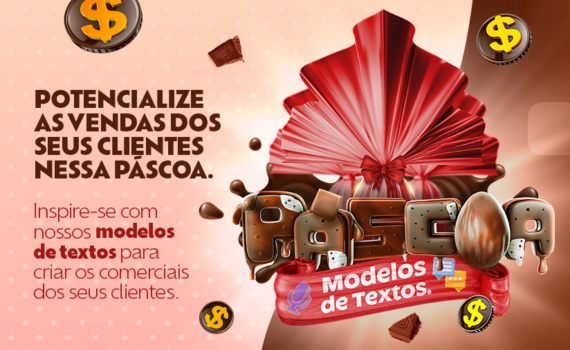 POTENCIALIZE
AS VENDAS DOS
SEUS CLIENTES
NESSA PÁSCOA.
Inspire-se com
nossos modelos
de textos para
criar os comerciais
dos seus clientes.
PÁSCOA
Modelos
de Textos.
$
$
$
$